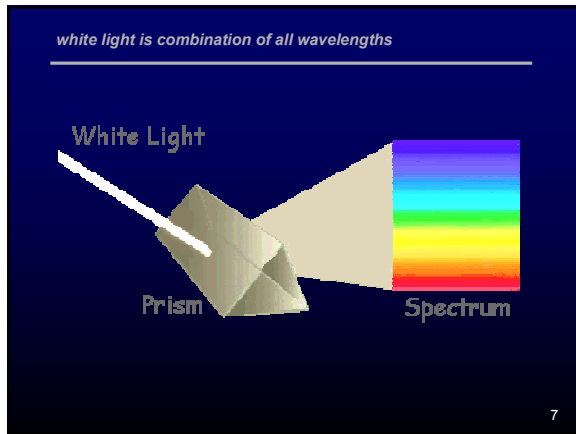 white light is combination of all wavelengths
White Light
Prism
Spectrum
7